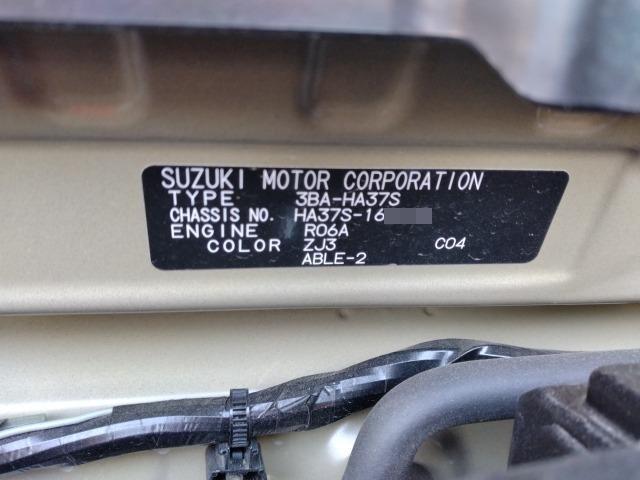 SUZUKI MOTOR CORPORATION
TYPE 3BA-HA37S
CHASSIS NO. HA37S-16
ENGINE R06A
COLOR ZJ3 C04
ABLE-2